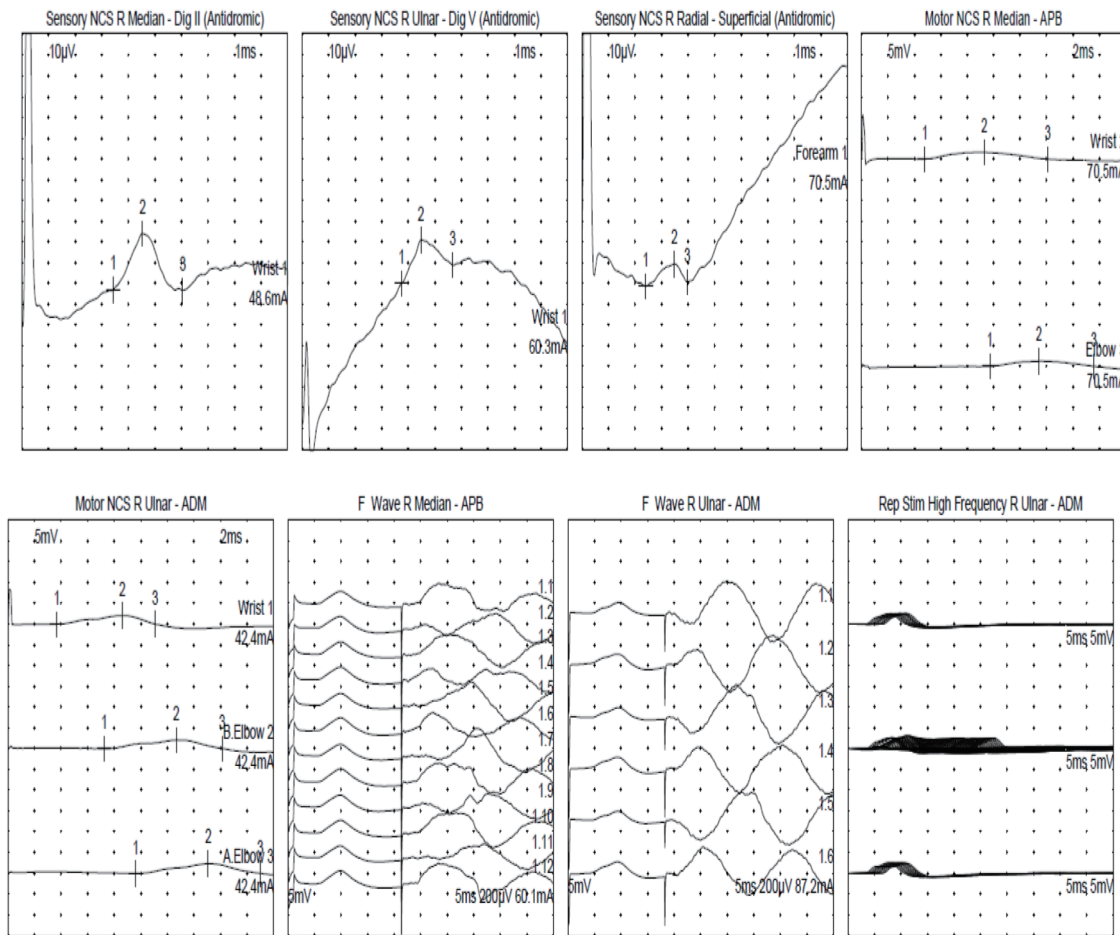 Sensory NCS R Median - Dig II (Antidromic)
10µV 1ms
2
1
3
Wrist 1
48.6mA
Sensory NCS R Ulnar - Dig V (Antidromic)
10µV 1ms
2
1
3
Wrist 1
60.3mA
Sensory NCS R Radial - Superficial (Antidromic)
10µV 1ms
Forearm 1
70.5mA
2
1
3
Motor NCS R Median - APB
5mV 2ms
1
2
3
Wrist
70.5mA
1
2
3
Elbow
70.5mA
Motor NCS R Ulnar - ADM
5mV 2ms
1
2
3
Wrist 1
42.4mA
1
2
3
B.Elbow 2
42.4mA
1
2
3
A.Elbow 3
42.4mA
F Wave R Median - APB
1.1
1.2
1.3
1.4
1.5
1.6
1.7
1.8
1.9
1.10
1.11
1.12
5mV 5ms 200µV 60.1mA
F Wave R Ulnar - ADM
1.1
1.2
1.3
1.4
1.5
1.6
5mV 5ms 200µV 87.2mA
Rep Stim High Frequency R Ulnar - ADM
5ms 5mV
5ms 5mV
5ms 5mV